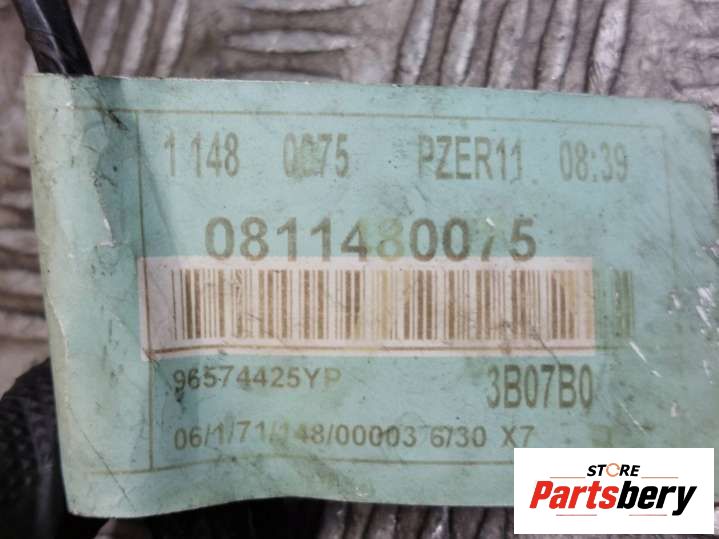 1 148 0075 PZER11 08:39
0811480075
96574425YP
3B07B0
06/1/71/148/00003 6730 X7
STORE
Partsbery